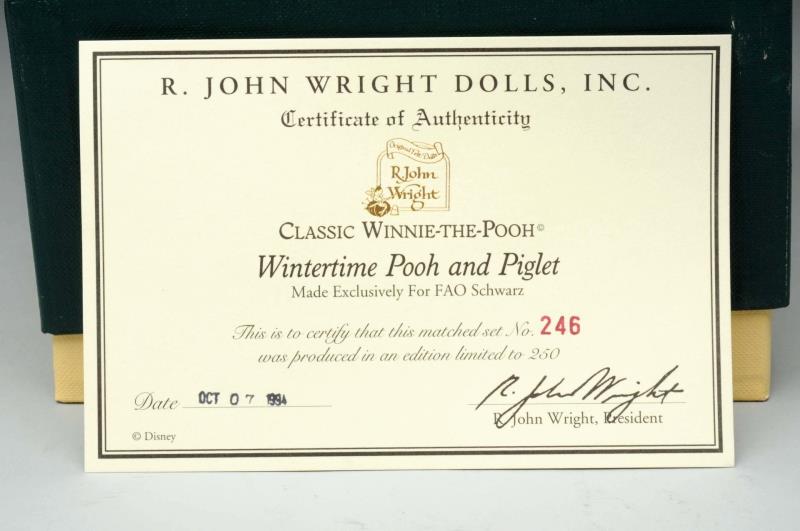 R. JOHN WRIGHT DOLLS, INC.
Certificate of Authenticity
Original Felt Dolls
R. John
Wright
CLASSIC WINNIE-THE-POOH©
Wintertime Pooh and Piglet
Made Exclusively For FAO Schwarz
This is to certify that this matched set No. 246
was produced in an edition limited to 250
Date OCT 07 1994
R. John Wright
R. John Wright, President
© Disney